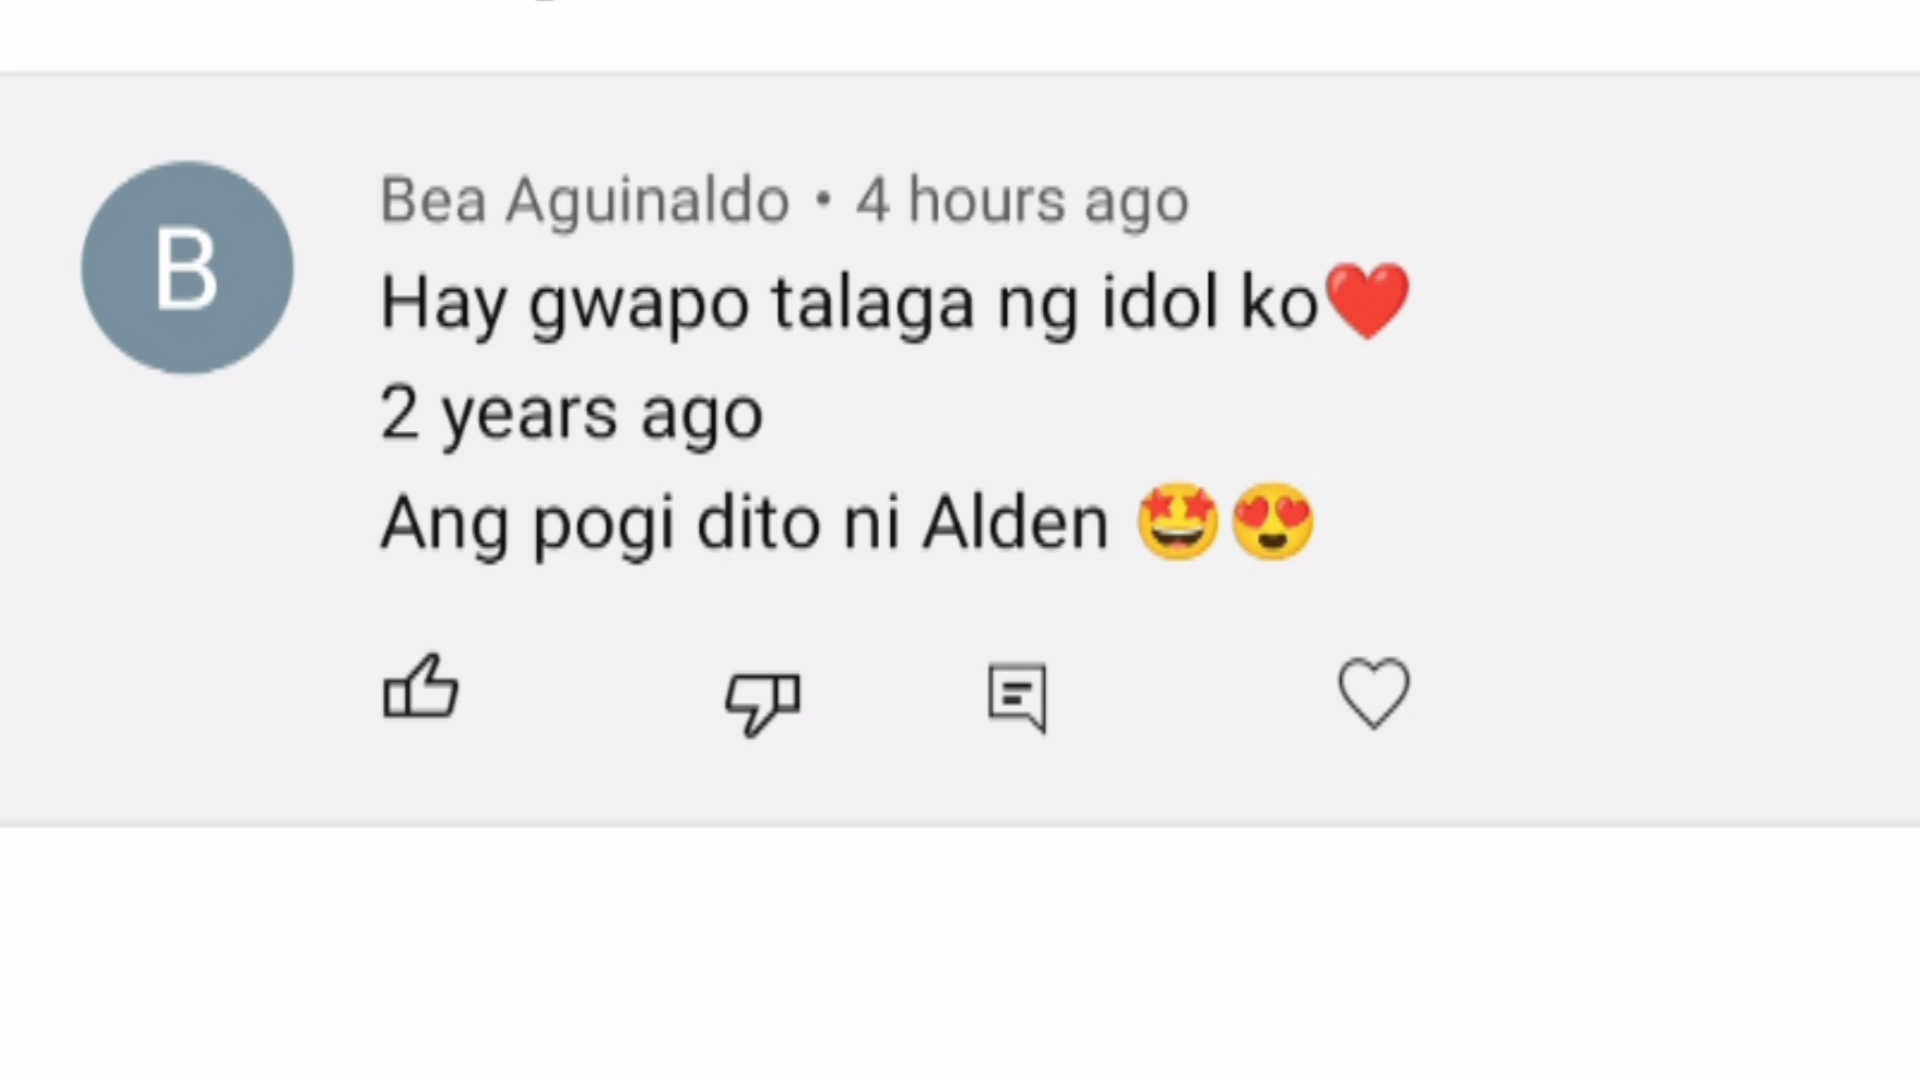 B
Bea Aguinaldo • 4 hours ago
Hay gwapo talaga ng idol ko❤️
2 years ago
Ang pogi dito ni Alden 🤩😍